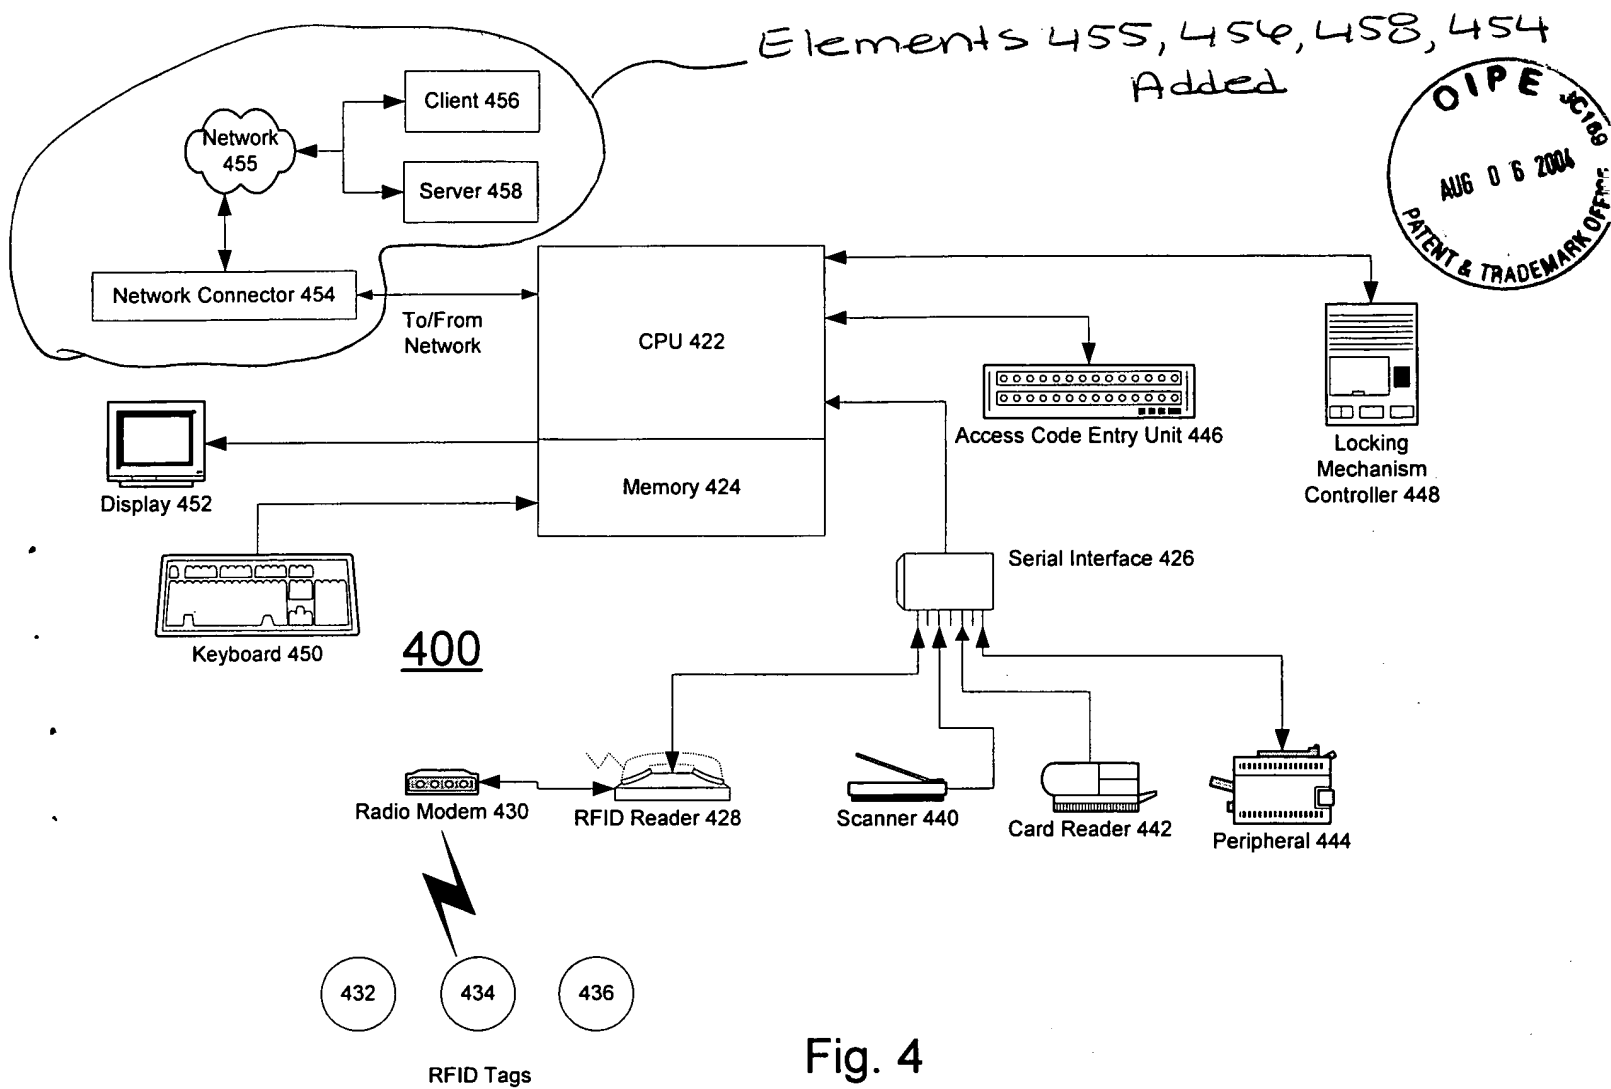 Elements 455, 456, 458, 454
Added
OIPE JC169
AUG 06 2004
PATENT & TRADEMARK OFFICE
Client 456
Network
455
Server 458
Network Connector 454
To/From
Network
CPU 422
Memory 424
Access Code Entry Unit 446
Locking
Mechanism
Controller 448
Display 452
Keyboard 450
400
Serial Interface 426
Radio Modem 430
RFID Reader 428
Scanner 440
Card Reader 442
Peripheral 444
432
434
436
RFID Tags
Fig. 4